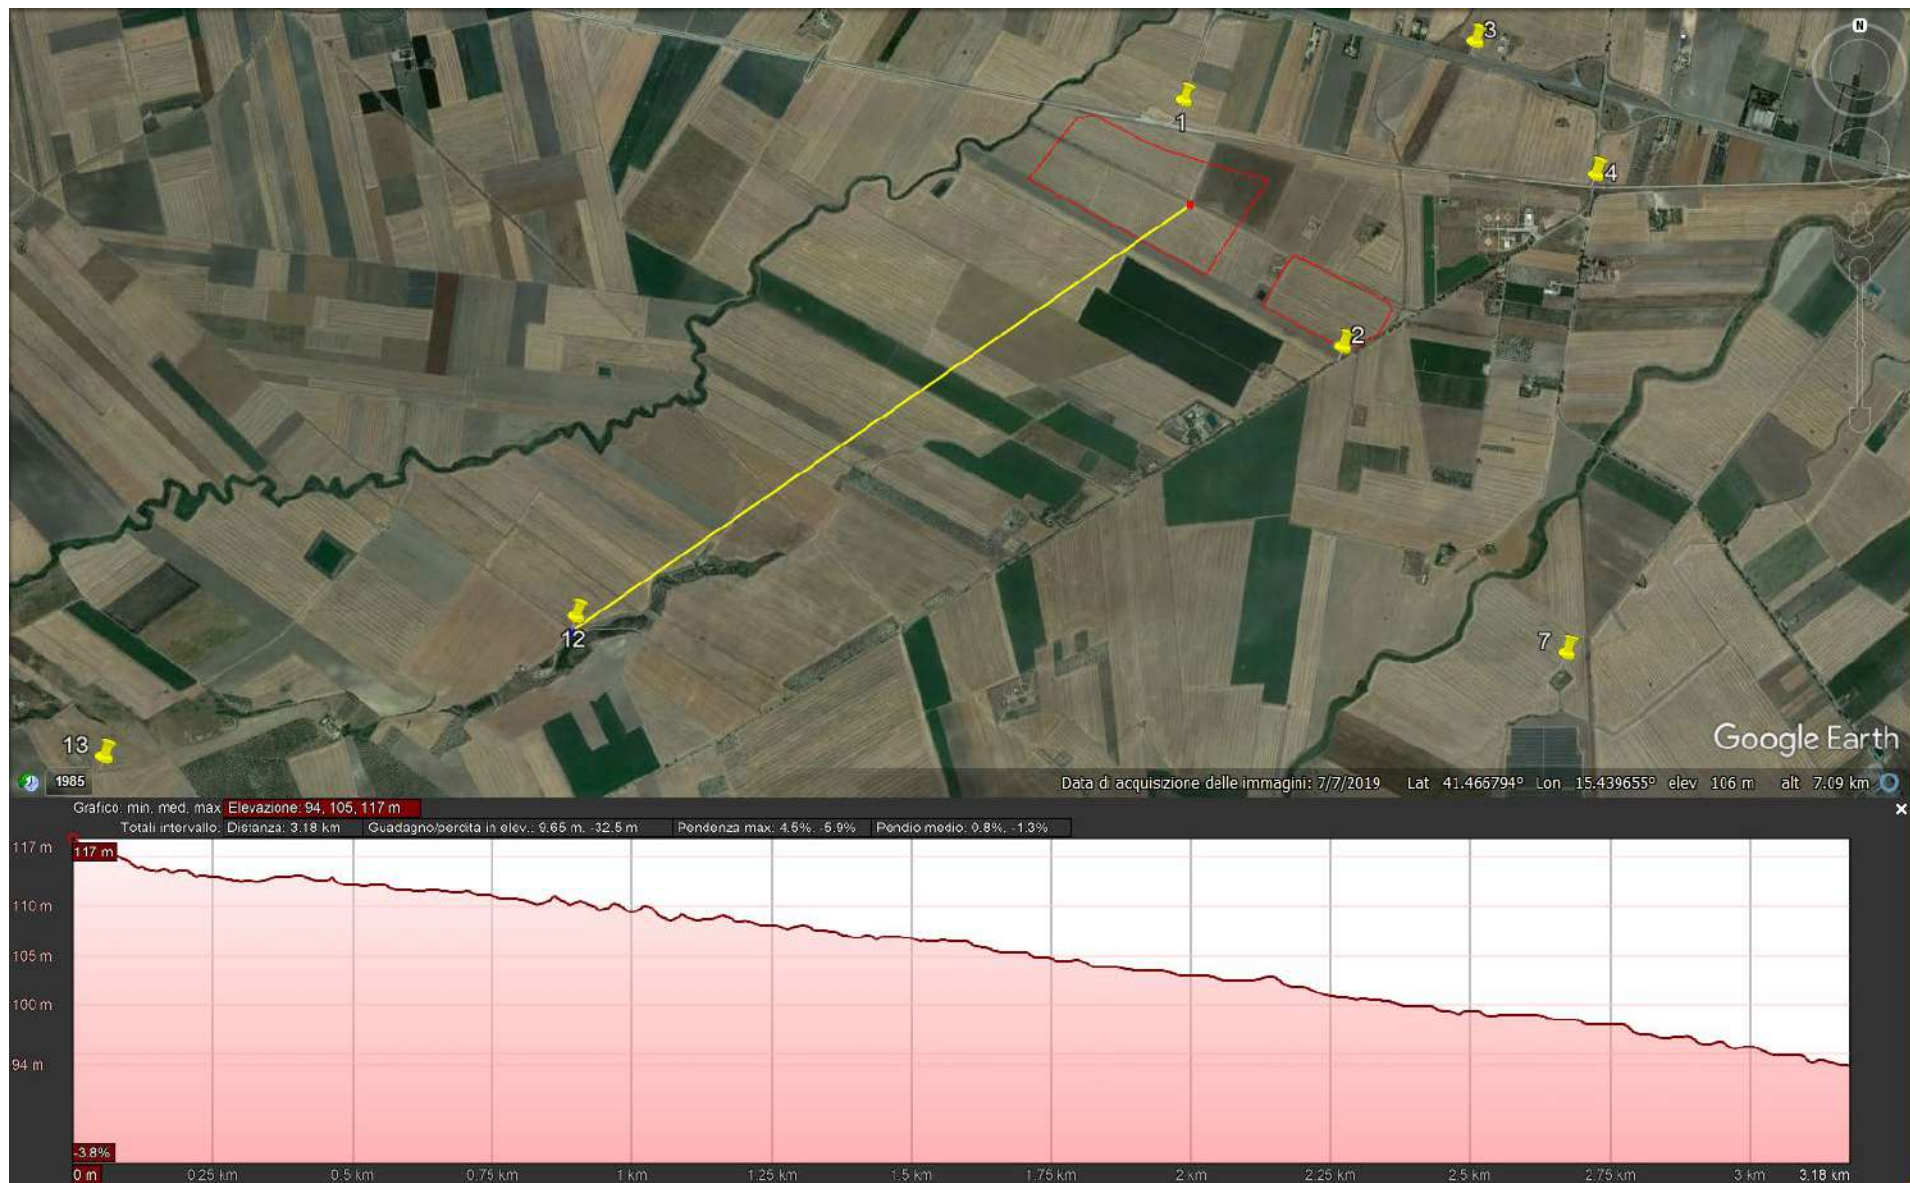 N
3
1
4
2
12
7
13
Google Earth
1985
Data di acquisizione delle immagini: 7/7/2019 Lat 41.465794° Lon 15.439655° elev 106 m alt 7.09 km
Grafico: min, med, max Elevazione: 94, 105, 117 m
Totali intervallo: Distanza: 3.18 km Guadagno/perdita in elev.: 9.65 m, -32.5 m Pendenza max: 4.5%, -5.9% Pendio medio: 0.8%, -1.3%
117 m
117 m
110 m
105 m
100 m
94 m
-3.8%
0 m 0.25 km 0.5 km 0.75 km 1 km 1.25 km 1.5 km 1.75 km 2 km 2.25 km 2.5 km 2.75 km 3 km 3.18 km